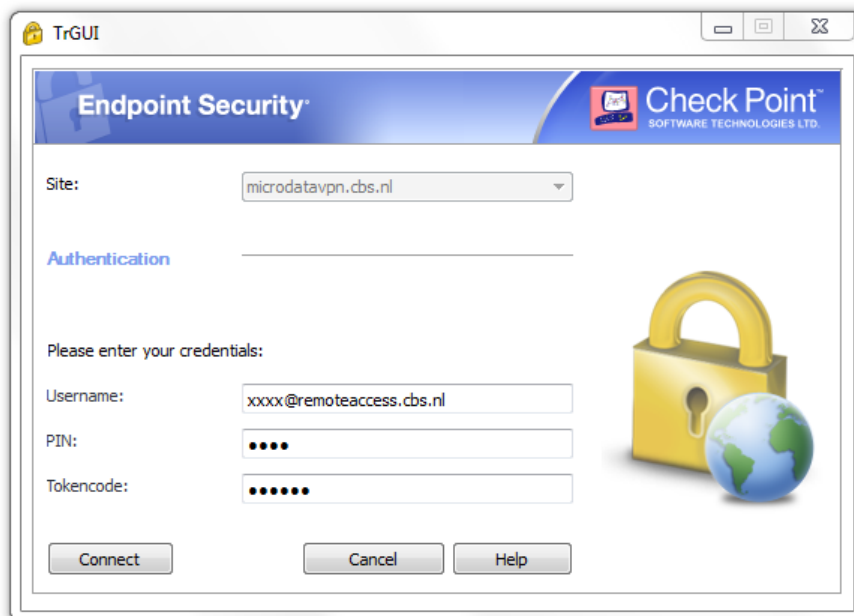 TrGUI
Endpoint Security
Check Point™
SOFTWARE TECHNOLOGIES LTD.
Site:
microdatavpn.cbs.nl
Authentication
Please enter your credentials:
Username:
xxxx@remoteaccess.cbs.nl
PIN:
●●●●
Tokencode:
●●●●●●
Connect
Cancel
Help